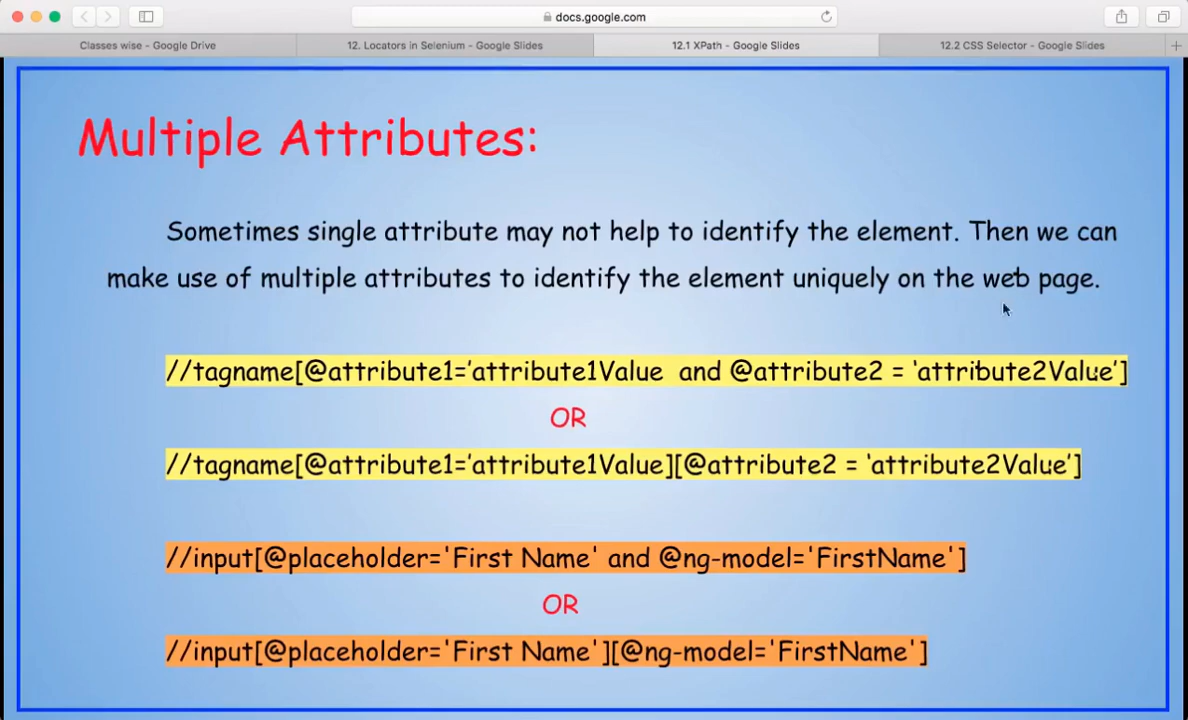 docs.google.com
Classes wise - Google Drive
12. Locators in Selenium - Google Slides
12.1 XPath - Google Slides
12.2 CSS Selector - Google Slides
Multiple Attributes:
Sometimes single attribute may not help to identify the element. Then we can
make use of multiple attributes to identify the element uniquely on the web page.
//tagname[@attribute1=’attribute1Value and @attribute2 = ‘attribute2Value’]
OR
//tagname[@attribute1=’attribute1Value][@attribute2 = ‘attribute2Value’]
//input[@placeholder='First Name' and @ng-model='FirstName']
OR
//input[@placeholder='First Name'][@ng-model='FirstName']